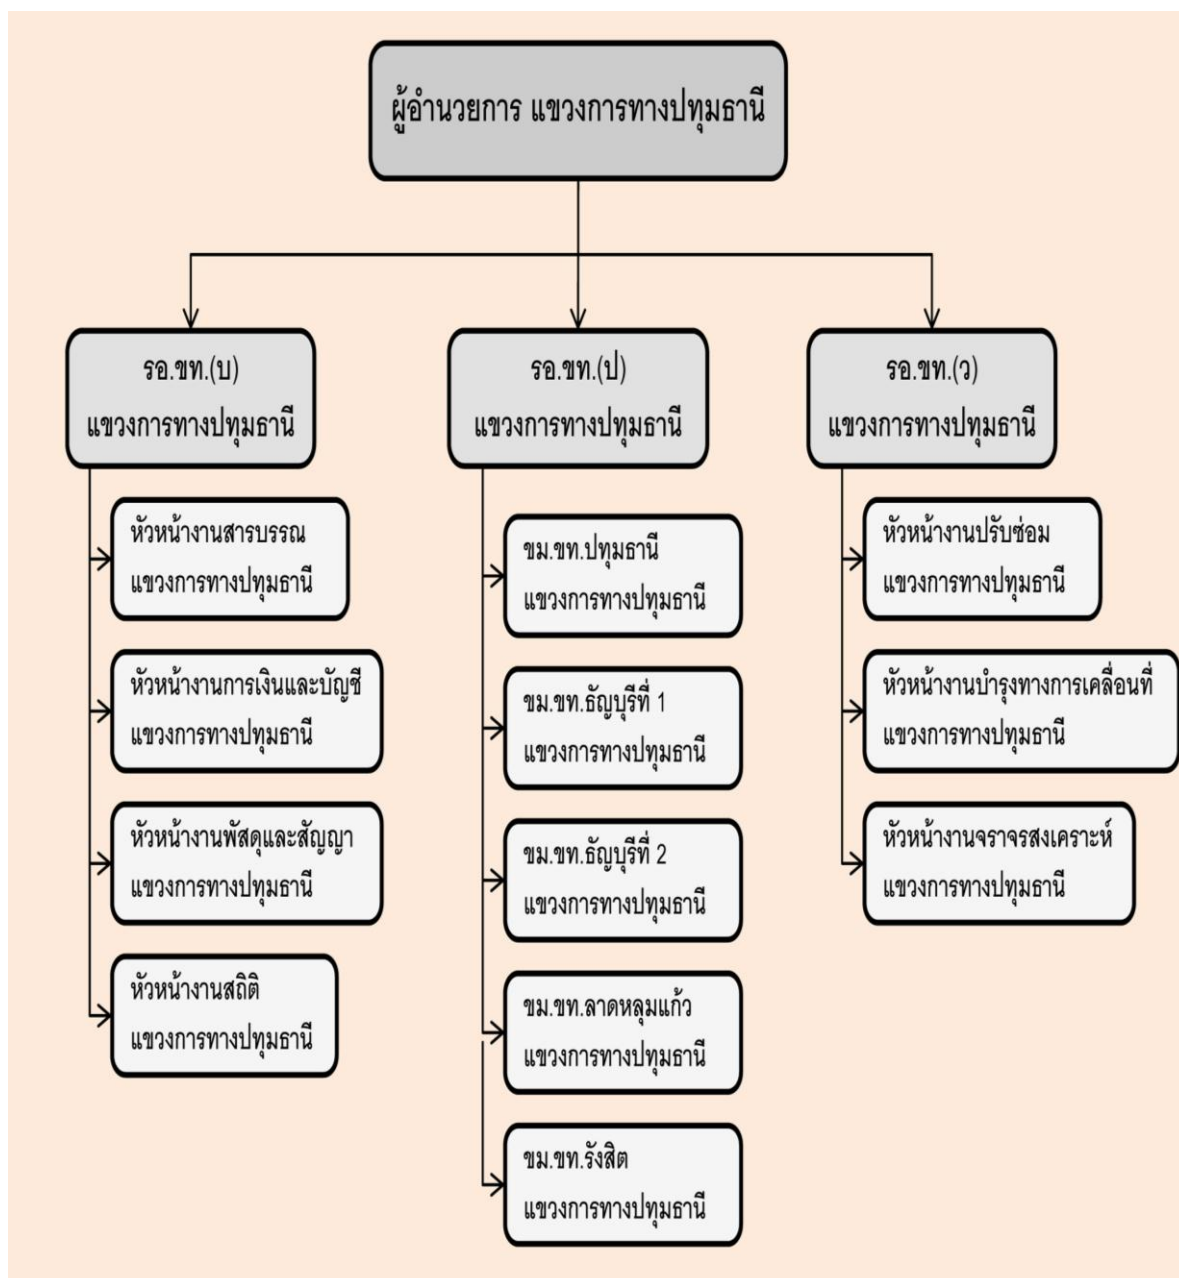 ผู้อำนวยการ แขวงการทางปทุมธานี
รอ.ขท.(บ)
แขวงการทางปทุมธานี
หัวหน้างานสารบรรณ
แขวงการทางปทุมธานี
หัวหน้างานการเงินและบัญชี
แขวงการทางปทุมธานี
หัวหน้างานพัสดุและสัญญา
แขวงการทางปทุมธานี
หัวหน้างานสถิติ
แขวงการทางปทุมธานี
รอ.ขท.(ป)
แขวงการทางปทุมธานี
ขม.ขท.ปทุมธานี
แขวงการทางปทุมธานี
ขม.ขท.ธัญบุรีที่ 1
แขวงการทางปทุมธานี
ขม.ขท.ธัญบุรีที่ 2
แขวงการทางปทุมธานี
ขม.ขท.ลาดหลุมแก้ว
แขวงการทางปทุมธานี
ขม.ขท.รังสิต
แขวงการทางปทุมธานี
รอ.ขท.(ว)
แขวงการทางปทุมธานี
หัวหน้างานปรับซ่อม
แขวงการทางปทุมธานี
หัวหน้างานบำรุงทางการเคลื่อนที่
แขวงการทางปทุมธานี
หัวหน้างานจราจรสงเคราะห์
แขวงการทางปทุมธานี